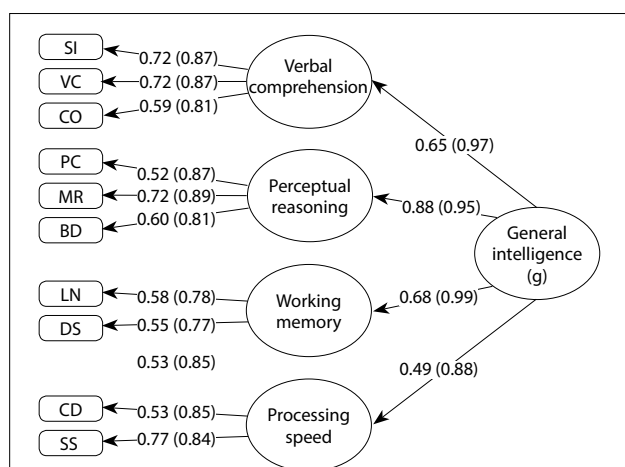 SI
0.72 (0.87)
VC
0.72 (0.87)
CO
0.59 (0.81)
Verbal
comprehension
0.65 (0.97)
PC
0.52 (0.87)
MR
0.72 (0.89)
BD
0.60 (0.81)
Perceptual
reasoning
0.88 (0.95)
General
intelligence
(g)
LN
0.58 (0.78)
DS
0.55 (0.77)
Working
memory
0.68 (0.99)
0.53 (0.85)
0.49 (0.88)
CD
0.53 (0.85)
SS
0.77 (0.84)
Processing
speed